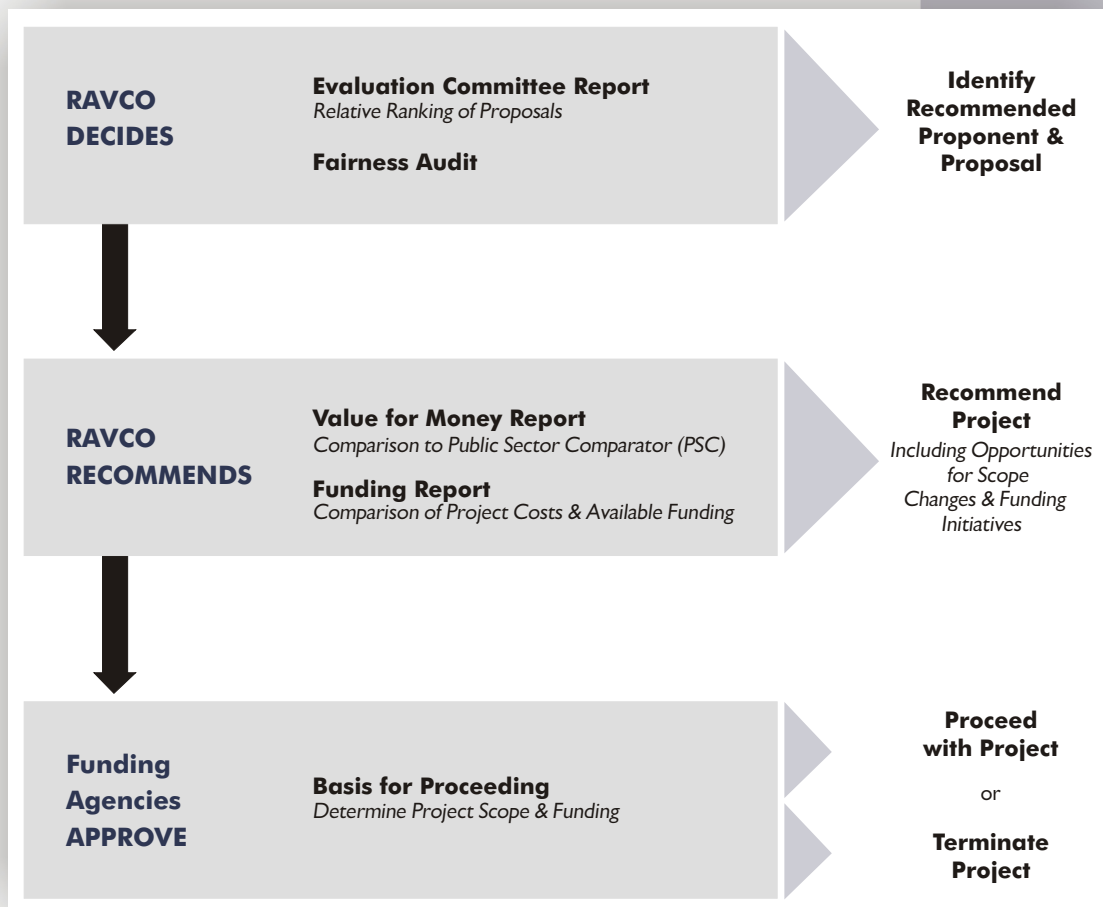 RAVCO
DECIDES
Evaluation Committee Report
Relative Ranking of Proposals
Fairness Audit
Identify
Recommended
Proponent &
Proposal
RAVCO
RECOMMENDS
Value for Money Report
Comparison to Public Sector Comparator (PSC)
Funding Report
Comparison of Project Costs & Available Funding
Recommend
Project
Including Opportunities
for Scope
Changes & Funding
Initiatives
Funding
Agencies
APPROVE
Basis for Proceeding
Determine Project Scope & Funding
Proceed
with Project
or
Terminate
Project